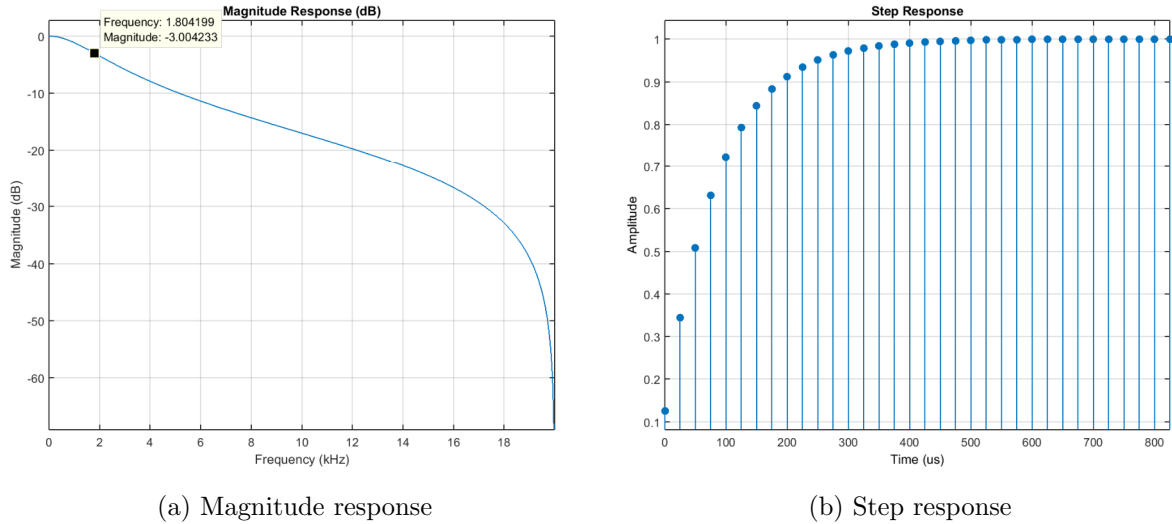 Magnitude Response (dB)
Frequency: 1.804199
Magnitude: -3.004233
0
-10
-20
-30
-40
-50
-60
Magnitude (dB)
0 2 4 6 8 10 12 14 16 18
Frequency (kHz)
(a) Magnitude response
Step Response
1
0.9
0.8
0.7
0.6
0.5
0.4
0.3
0.2
0.1
Amplitude
0 100 200 300 400 500 600 700 800
Time (us)
(b) Step response